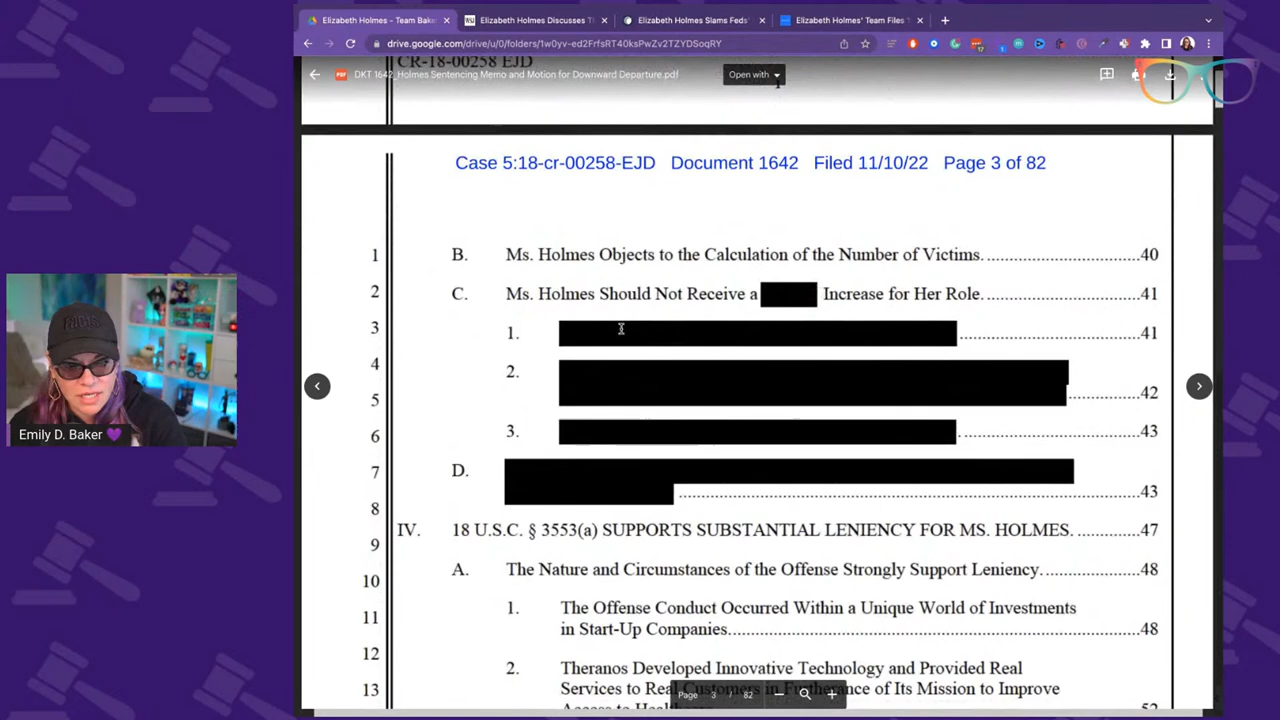 Elizabeth Holmes - Team Bake
Elizabeth Holmes Discusses T
Elizabeth Holmes Slams Feds'
Elizabeth Holmes' Team Files
drive.google.com/drive/u/0/folders/1w0yv-ed2FrfsRT40ksPwZv2TZYDSoqRY
CR-18-00258 EJD
PDF
DKT 1642_Holmes Sentencing Memo and Motion for Downward Departure.pdf
Open with
Case 5:18-cr-00258-EJD Document 1642 Filed 11/10/22 Page 3 of 82
1 B. Ms. Holmes Objects to the Calculation of the Number of Victims. 40
2 C. Ms. Holmes Should Not Receive a Increase for Her Role. 41
3 1. 41
4 2.
5 42
6 3. 43
7 D.
8 43
9 IV. 18 U.S.C. § 3553(a) SUPPORTS SUBSTANTIAL LENIENCY FOR MS. HOLMES. 47
10 A. The Nature and Circumstances of the Offense Strongly Support Leniency. 48
11 1. The Offense Conduct Occurred Within a Unique World of Investments
in Start-Up Companies. 48
12
2. Theranos Developed Innovative Technology and Provided Real
13 Services to Real Customers in Furtherance of Its Mission to Improve
Page 3 / 82
Emily D. Baker 💜